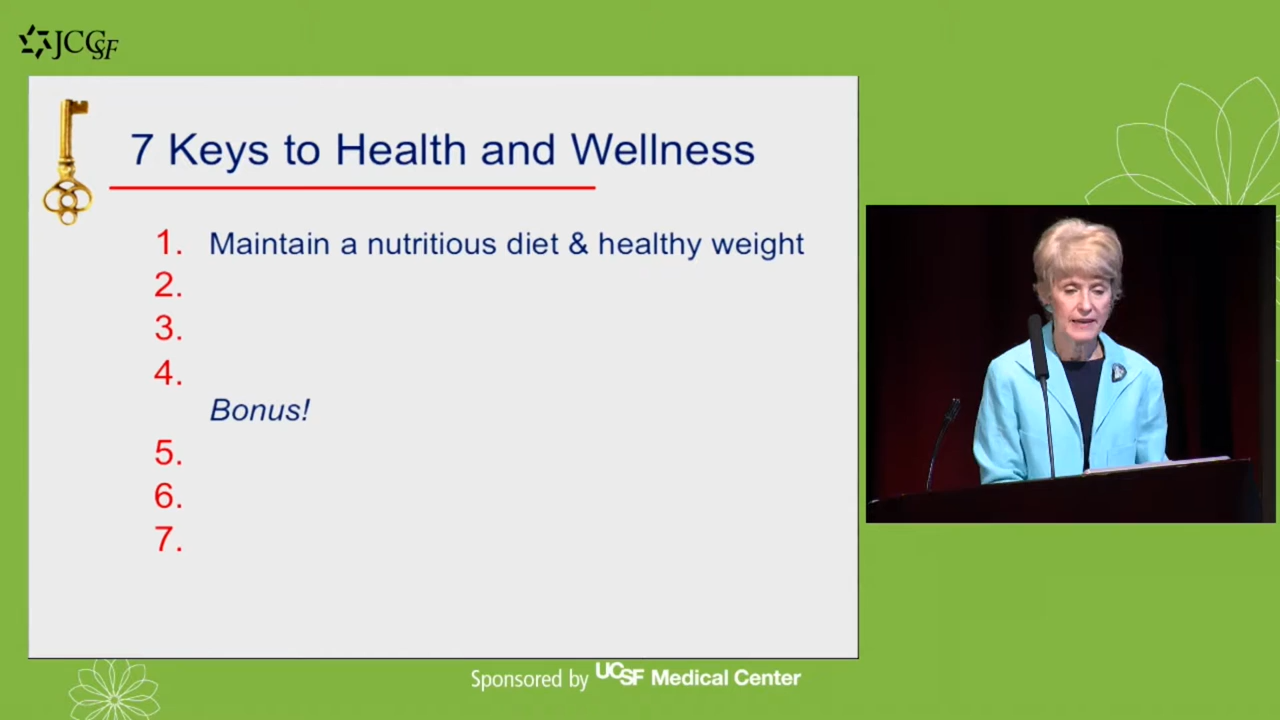 JCCSF
7 Keys to Health and Wellness
1. Maintain a nutritious diet & healthy weight
2.
3.
4.
Bonus!
5.
6.
7.
Sponsored by UCSF Medical Center